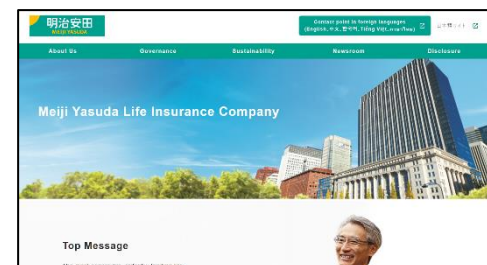 明治安田
MEIJI YASUDA
Contact point in foreign languages
(English, 中文, 한국어, Tiếng Việt,
About Us
Governance
Sustainability
Newsroom
Disclosure
Meiji Yasuda Life Insurance Company
Top Message